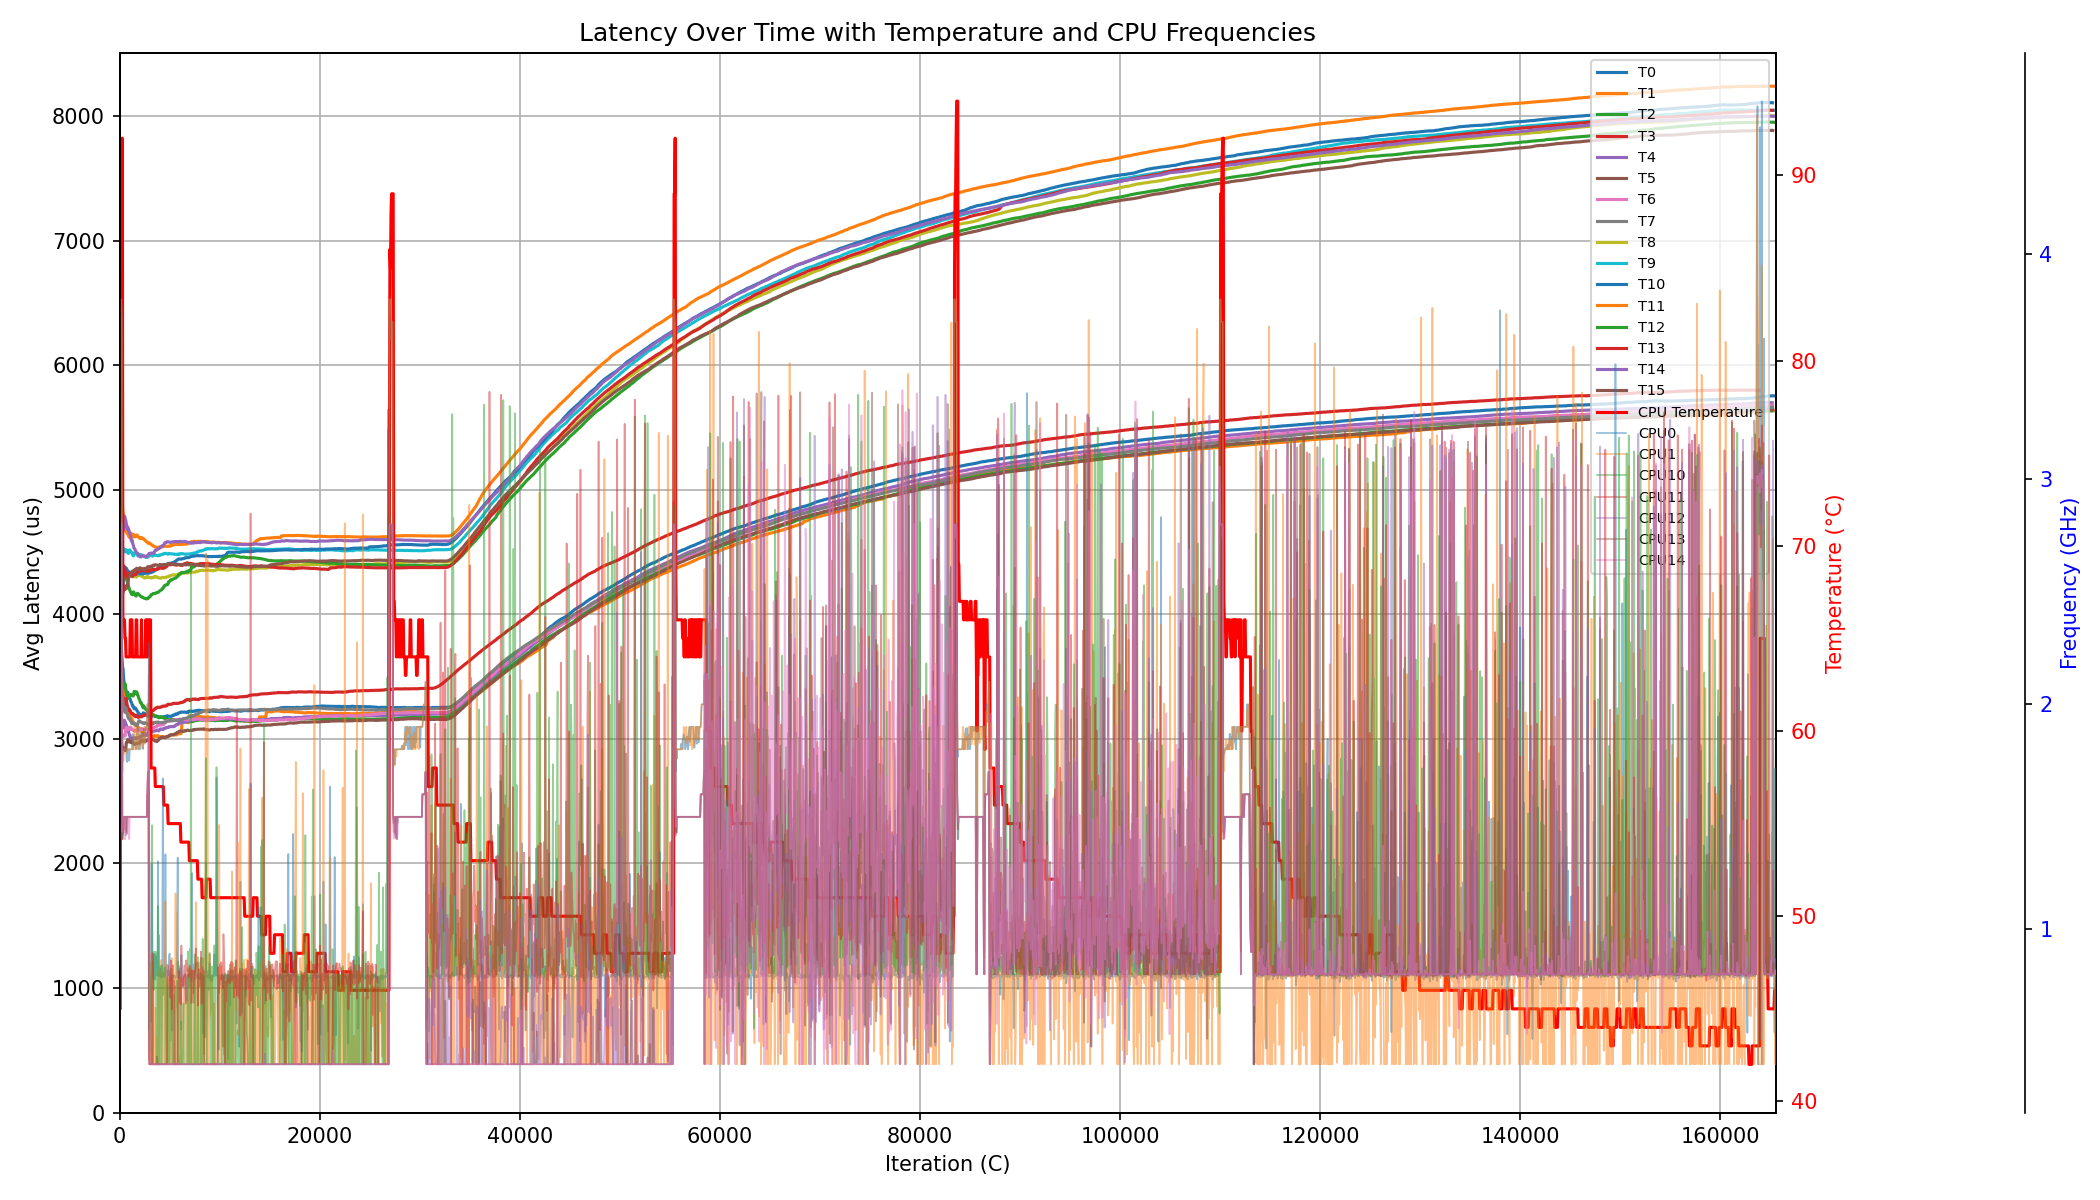 Latency Over Time with Temperature and CPU Frequencies
Avg Latency (us)
8000
7000
6000
5000
4000
3000
2000
1000
0
0
20000
40000
60000
80000
100000
120000
140000
160000
Iteration (C)
T0
T1
T2
T3
T4
T5
T6
T7
T8
T9
T10
T11
T12
T13
T14
T15
CPU Temperature
CPU0
CPU1
CPU10
CPU11
CPU12
CPU13
CPU14
90
80
70
60
50
40
Temperature (°C)
4
3
2
1
Frequency (GHz)